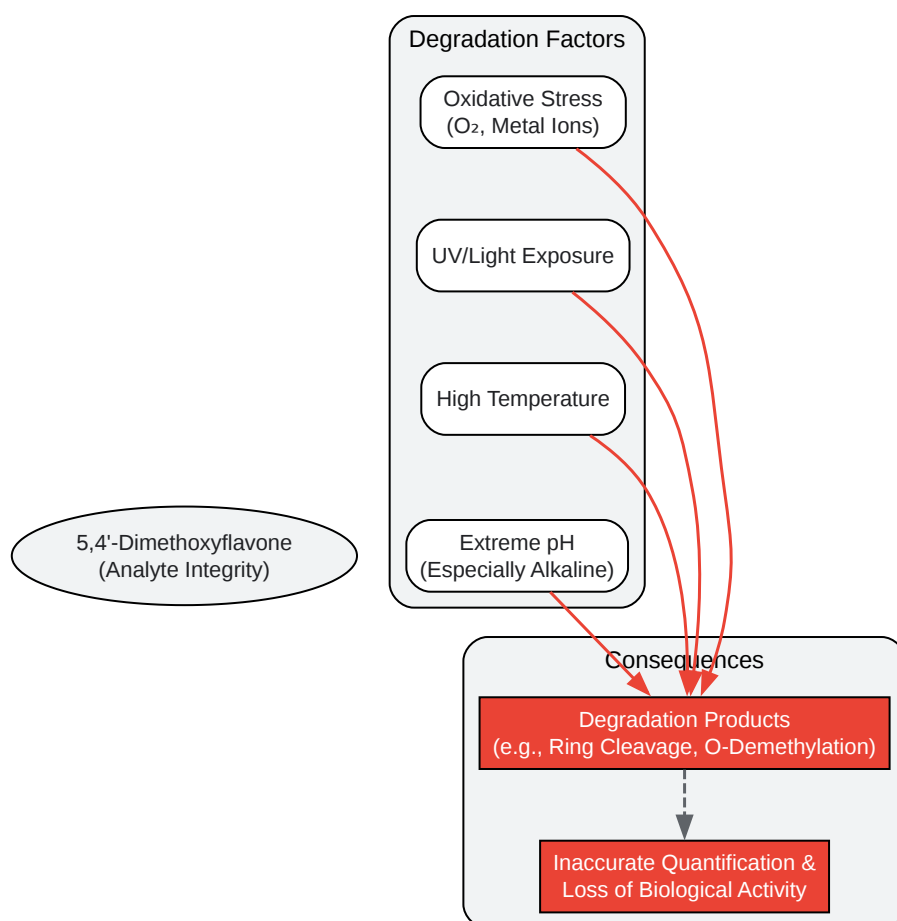 Degradation Factors
Oxidative Stress
(O₂, Metal Ions)
UV/Light Exposure
High Temperature
5,4'-Dimethoxyflavone
(Analyte Integrity)
Extreme pH
(Especially Alkaline)
Consequences
Degradation Products
(e.g., Ring Cleavage, O-Demethylation)
Inaccurate Quantification &
Loss of Biological Activity